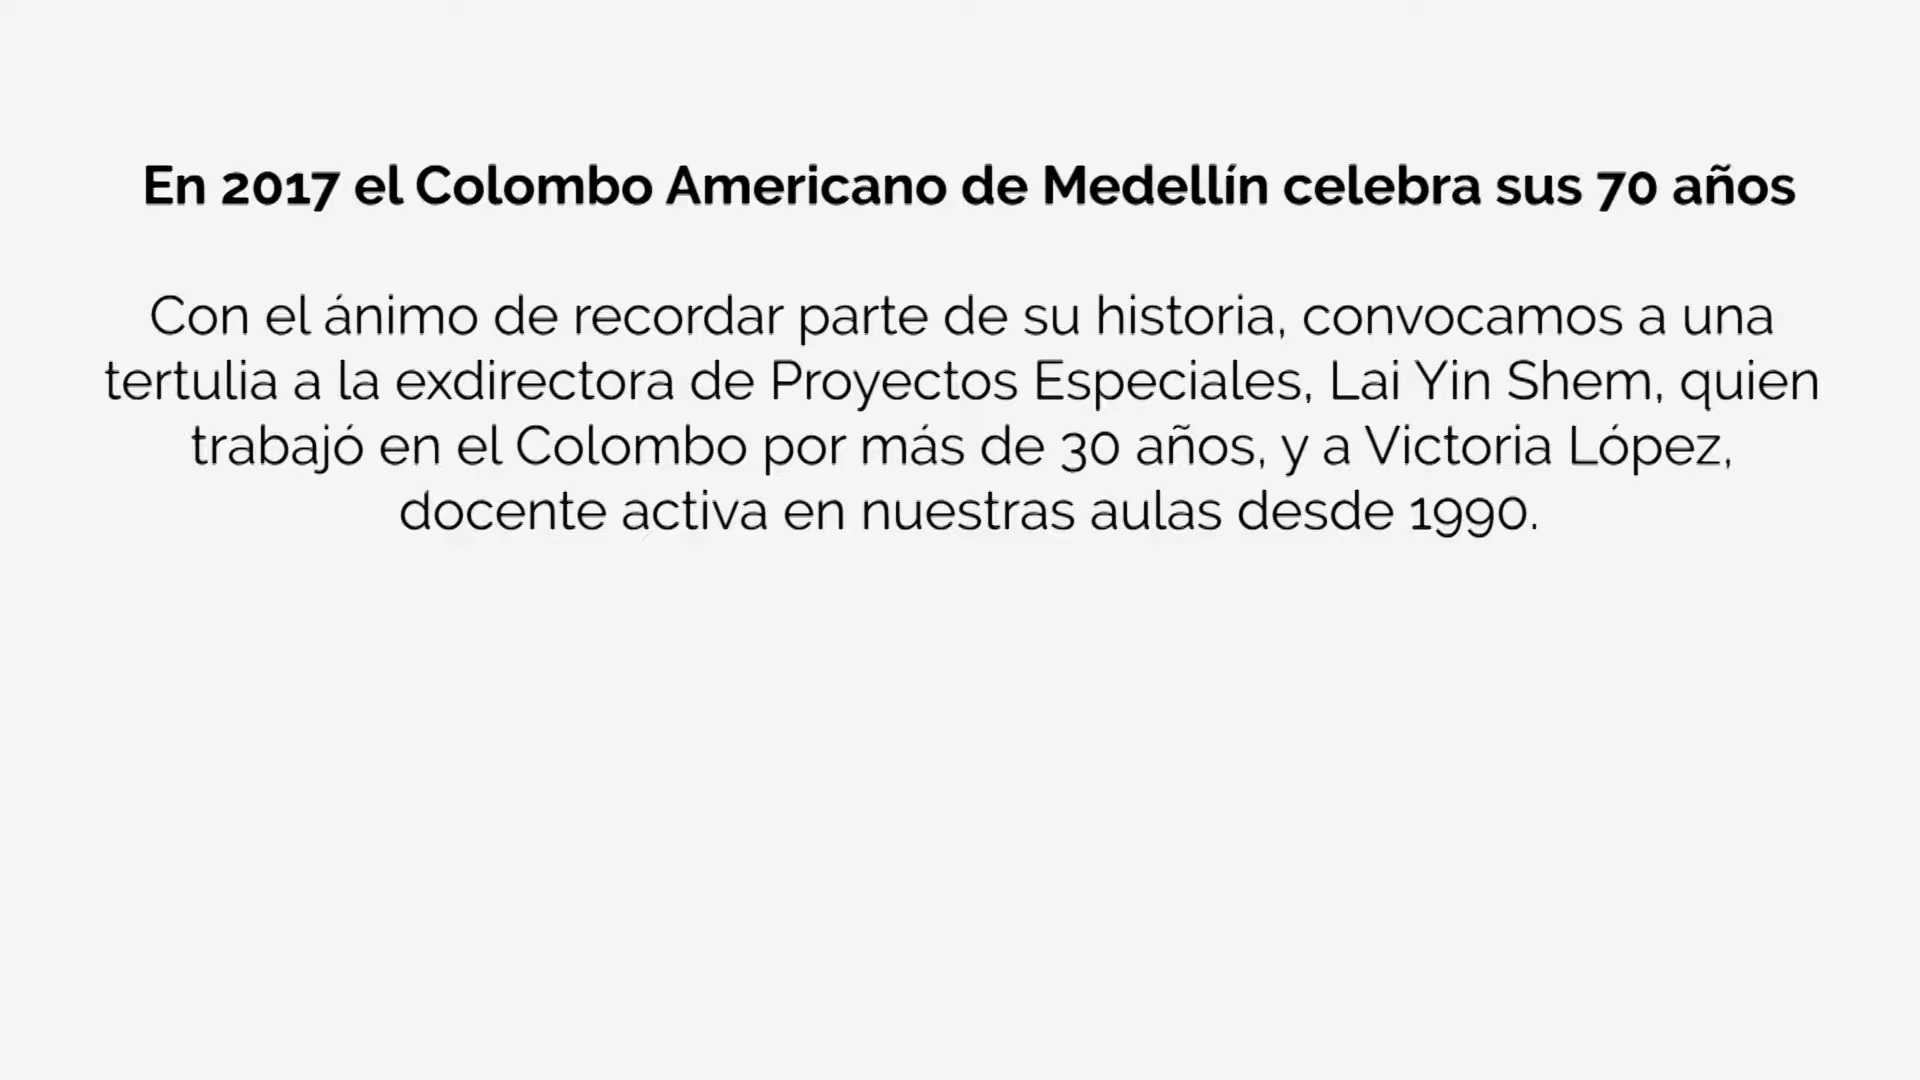 En 2017 el Colombo Americano de Medellín celebra sus 70 años
Con el ánimo de recordar parte de su historia, convocamos a una
tertulia a la exdirectora de Proyectos Especiales, Lai Yin Shem, quien
trabajó en el Colombo por más de 30 años, y a Victoria López,
docente activa en nuestras aulas desde 1990.